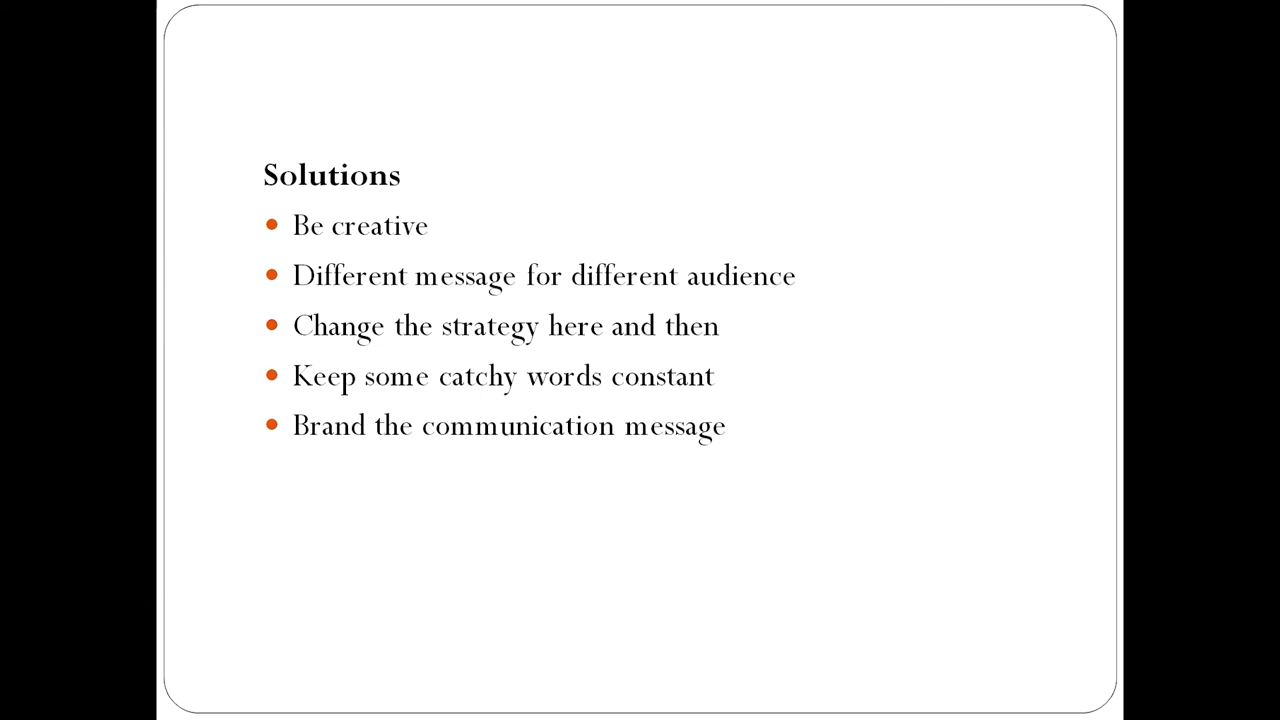 Solutions
Be creative
Different message for different audience
Change the strategy here and then
Keep some catchy words constant
Brand the communication message